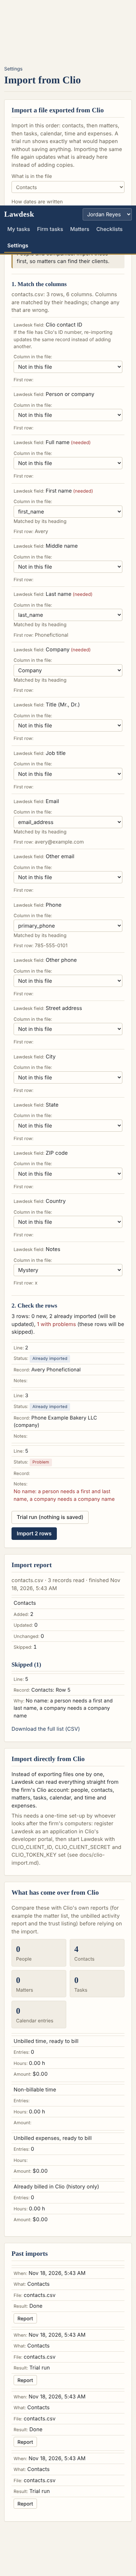 Settings
Import from Clio
Import a file exported from Clio
Import in this order: contacts, then matters,
then tasks, calendar, time and expenses. A
trial run shows exactly what would happen
without saving anything. Importing the same
file again updates what is already here
instead of adding copies.
What is in the file
Contacts
How dates are written
Lawdesk
Jordan Reyes
My tasks
Firm tasks
Matters
Checklists
Settings
first, so matters can find their clients.
1. Match the columns
contacts.csv: 3 rows, 6 columns. Columns
are matched by their headings; change any
that are wrong.
Lawdesk field: Clio contact ID
If the file has Clio's ID number, re-importing
updates the same record instead of adding
another.
Column in the file:
Not in this file
First row:
Lawdesk field: Person or company
Column in the file:
Not in this file
First row:
Lawdesk field: Full name (needed)
Column in the file:
Not in this file
First row:
Lawdesk field: First name (needed)
Column in the file:
first_name
Matched by its heading
First row: Avery
Lawdesk field: Middle name
Column in the file:
Not in this file
First row:
Lawdesk field: Last name (needed)
Column in the file:
last_name
Matched by its heading
First row: Phonefictional
Lawdesk field: Company (needed)
Column in the file:
Company
Matched by its heading
First row:
Lawdesk field: Title (Mr., Dr.)
Column in the file:
Not in this file
First row:
Lawdesk field: Job title
Column in the file:
Not in this file
First row:
Lawdesk field: Email
Column in the file:
email_address
Matched by its heading
First row: avery@example.com
Lawdesk field: Other email
Column in the file:
Not in this file
First row:
Lawdesk field: Phone
Column in the file:
primary_phone
Matched by its heading
First row: 785-555-0101
Lawdesk field: Other phone
Column in the file:
Not in this file
First row:
Lawdesk field: Street address
Column in the file:
Not in this file
First row:
Lawdesk field: City
Column in the file:
Not in this file
First row:
Lawdesk field: State
Column in the file:
Not in this file
First row:
Lawdesk field: ZIP code
Column in the file:
Not in this file
First row:
Lawdesk field: Country
Column in the file:
Not in this file
First row:
Lawdesk field: Notes
Column in the file:
Mystery
First row: x
2. Check the rows
3 rows: 0 new, 2 already imported (will be
updated), 1 with problems (these rows will be
skipped).
Line: 2
Status: Already imported
Record: Avery Phonefictional
Notes:
Line: 3
Status: Already imported
Record: Phone Example Bakery LLC
(company)
Notes:
Line: 5
Status: Problem
Record:
Notes:
No name: a person needs a first and last
name, a company needs a company name
Trial run (nothing is saved)
Import 2 rows
Import report
contacts.csv · 3 records read · finished Nov
18, 2026, 5:43 AM
Contacts
Added: 2
Updated: 0
Unchanged: 0
Skipped: 1
Skipped (1)
Line: 5
Record: Contacts: Row 5
Why: No name: a person needs a first and
last name, a company needs a company
name
Download the full list (CSV)
Import directly from Clio
Instead of exporting files one by one,
Lawdesk can read everything straight from
the firm's Clio account: people, contacts,
matters, tasks, calendar, time and
expenses.
This needs a one-time set-up by whoever
looks after the firm's computers: register
Lawdesk as an application in Clio's
developer portal, then start Lawdesk with
CLIO_CLIENT_ID, CLIO_CLIENT_SECRET and
CLIO_TOKEN_KEY set (see docs/clio-
import.md).
What has come over from Clio
Compare these with Clio's own reports (for
example the matter list, the unbilled activity
report and the trust listing) before relying on
the import.
0
People
4
Contacts
0
Matters
0
Tasks
0
Calendar entries
Unbilled time, ready to bill
Entries: 0
Hours: 0.00 h
Amount: $0.00
Non-billable time
Entries:
Hours: 0.00 h
Amount:
Unbilled expenses, ready to bill
Entries: 0
Hours:
Amount: $0.00
Already billed in Clio (history only)
Entries: 0
Hours: 0.00 h
Amount: $0.00
Past imports
When: Nov 18, 2026, 5:43 AM
What: Contacts
File: contacts.csv
Result: Done
Report
When: Nov 18, 2026, 5:43 AM
What: Contacts
File: contacts.csv
Result: Trial run
Report
When: Nov 18, 2026, 5:43 AM
What: Contacts
File: contacts.csv
Result: Done
Report
When: Nov 18, 2026, 5:43 AM
What: Contacts
File: contacts.csv
Result: Trial run
Report